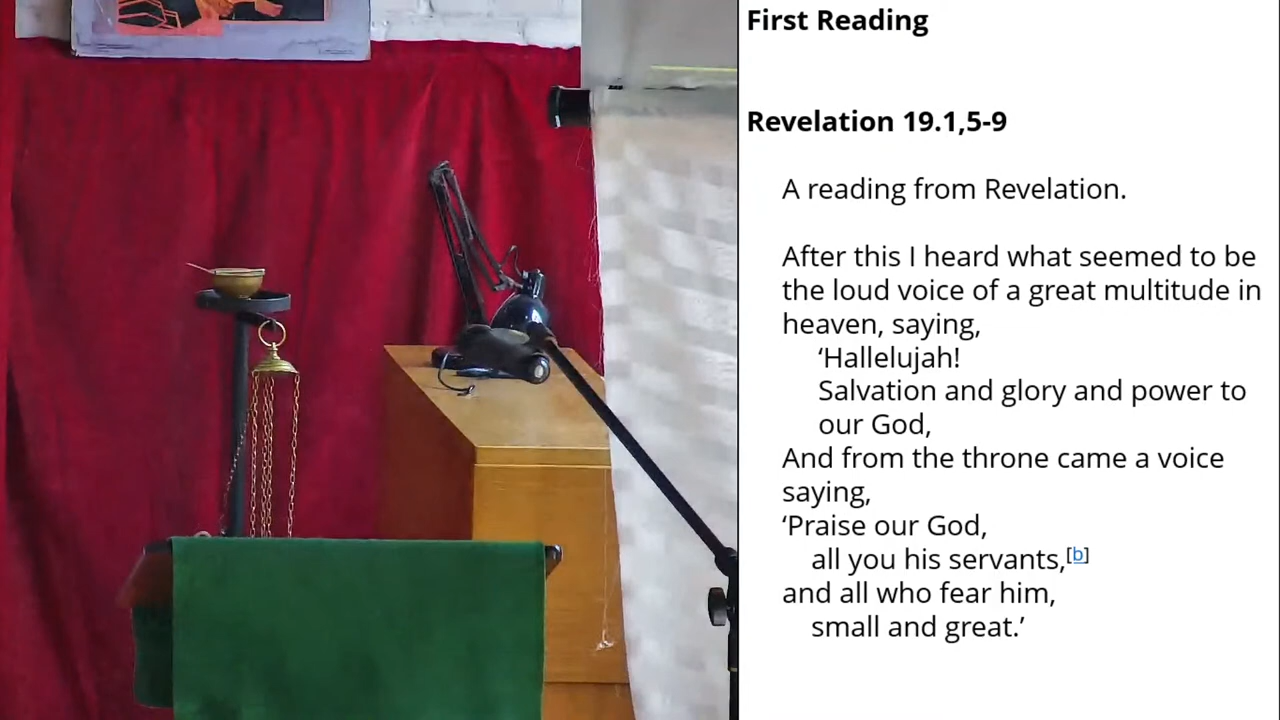 First Reading
Revelation 19.1,5-9
A reading from Revelation.
After this I heard what seemed to be
the loud voice of a great multitude in
heaven, saying,
‘Hallelujah!
Salvation and glory and power to
our God,
And from the throne came a voice
saying,
‘Praise our God,
all you his servants,[b]
and all who fear him,
small and great.’